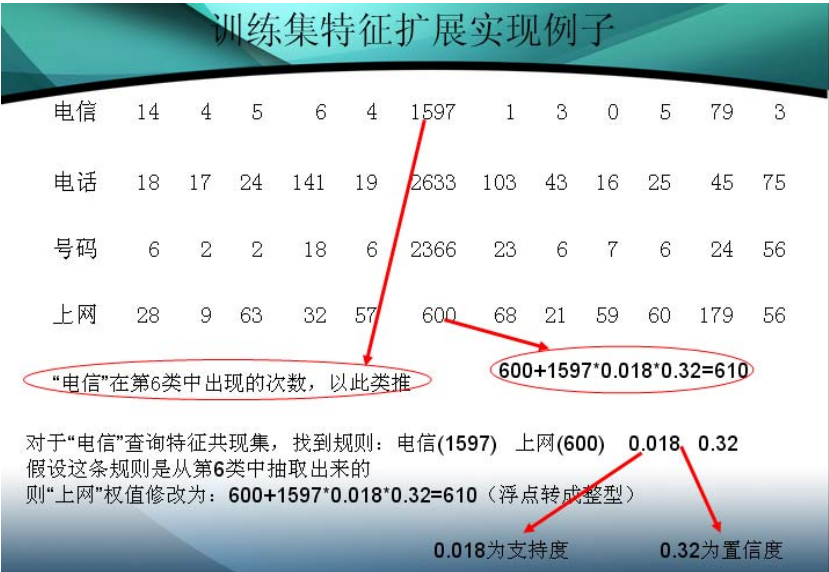 训练集特征扩展实现例子
电信 14 4 5 6 4 1597 1 3 0 5 79 3
电话 18 17 24 141 19 2633 103 43 16 25 45 75
号码 6 2 2 18 6 2366 23 6 7 6 24 56
上网 28 9 63 32 57 600 68 21 59 60 179 56
600+1597*0.018*0.32=610
“电信”在第6类中出现的次数，以此类推
对于“电信”查询特征共现集，找到规则：电信(1597) 上网(600) 0.018 0.32
假设这条规则是从第6类中抽取出来的
则“上网”权值修改为：600+1597*0.018*0.32=610（浮点转成整型）
0.018为支持度 0.32为置信度